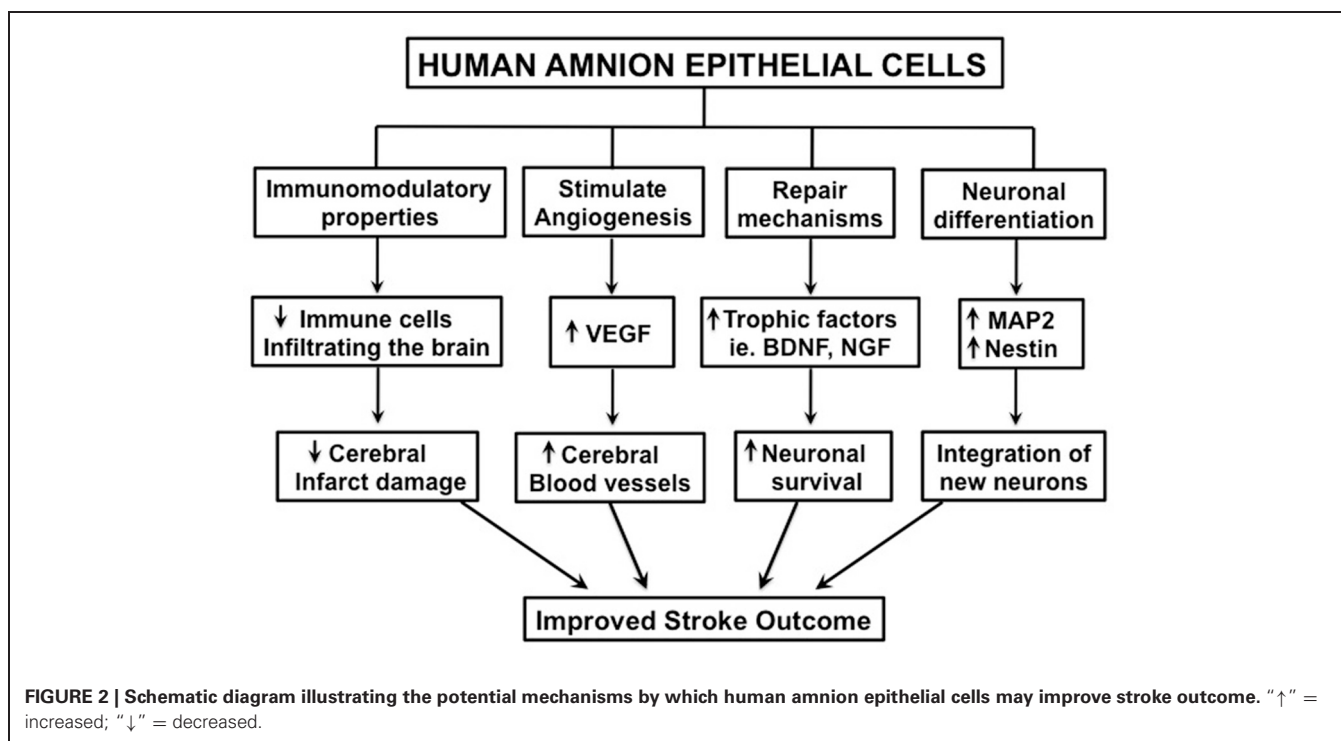 HUMAN AMNION EPITHELIAL CELLS
Immunomodulatory
properties
Stimulate
Angiogenesis
Repair
mechanisms
Neuronal
differentiation
↓ Immune cells
Infiltrating the brain
↑ VEGF
↑ Trophic factors
ie. BDNF, NGF
↑ MAP2
↑ Nestin
↓ Cerebral
Infarct damage
↑ Cerebral
Blood vessels
↑ Neuronal
survival
Integration of
new neurons
Improved Stroke Outcome
FIGURE 2 | Schematic diagram illustrating the potential mechanisms by which human amnion epithelial cells may improve stroke outcome. "↑" =
increased; "↓" = decreased.